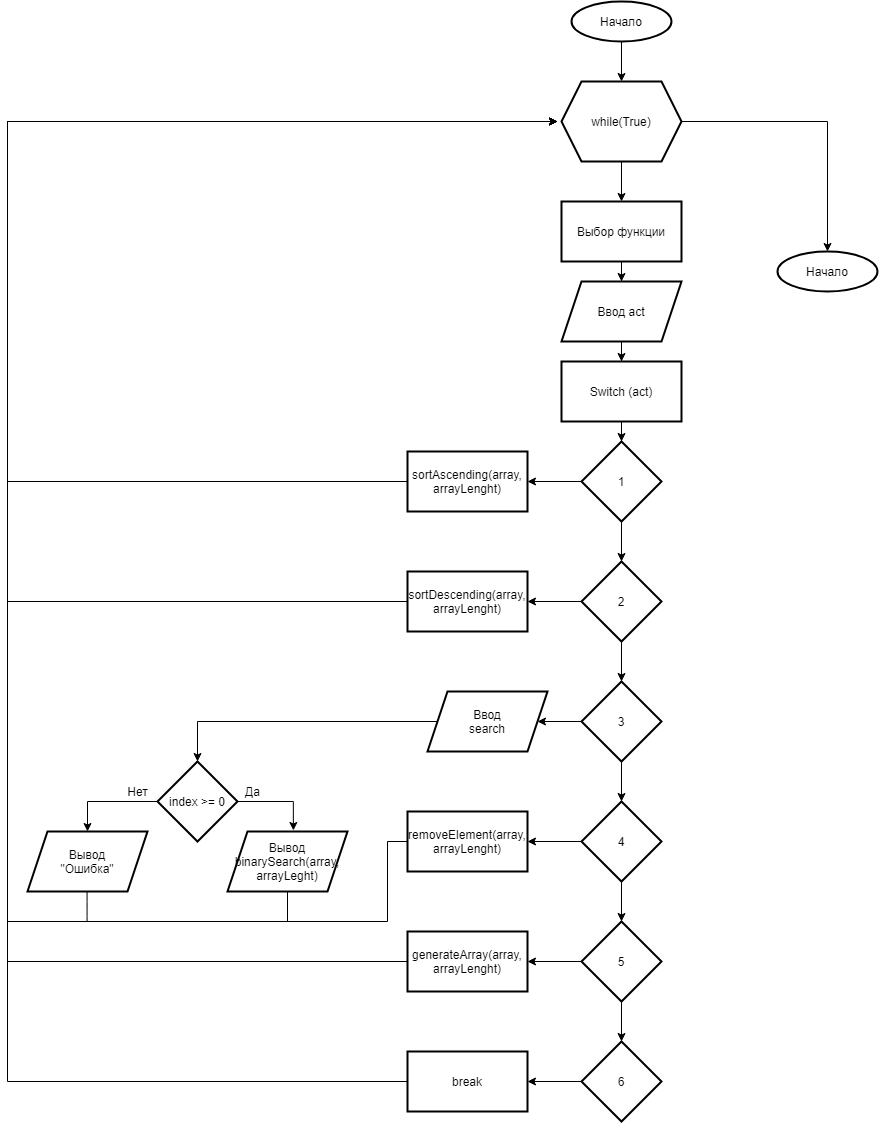 Начало
while(True)
Выбор функции
Начало
Ввод act
Switch (act)
sortAscending(array,
arrayLenght)
1
sortDescending(array,
arrayLenght)
2
Ввод
search
3
Нет
index >= 0
Да
Вывод
"Ошибка"
Вывод
binarySearch(array,
arrayLeght)
removeElement(array,
arrayLenght)
4
generateArray(array,
arrayLenght)
5
break
6